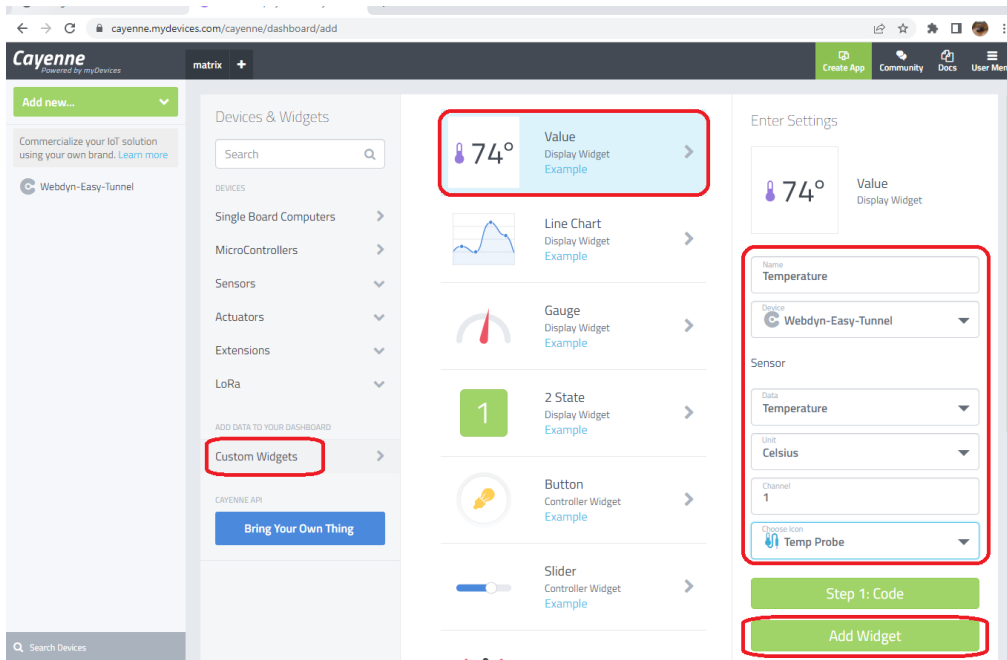 cayenne.mydevices.com/cayenne/dashboard/add
Cayenne
Powered by myDevices
matrix +
Create App
Community
Docs
User Men
Add new...
Commercialize your IoT solution
using your own brand. Learn more
Webdyn-Easy-Tunnel
Search Devices
Devices & Widgets
Search
DEVICES
Single Board Computers
MicroControllers
Sensors
Actuators
Extensions
LoRa
ADD DATA TO YOUR DASHBOARD
Custom Widgets
CAYENNE API
Bring Your Own Thing
74°
Value
Display Widget
Example
Line Chart
Display Widget
Example
Gauge
Display Widget
Example
1
2 State
Display Widget
Example
Button
Controller Widget
Example
Slider
Controller Widget
Example
Enter Settings
74°
Value
Display Widget
Name
Temperature
Device
Webdyn-Easy-Tunnel
Sensor
Data
Temperature
Unit
Celsius
Channel
1
Choose Icon
Temp Probe
Step 1: Code
Add Widget